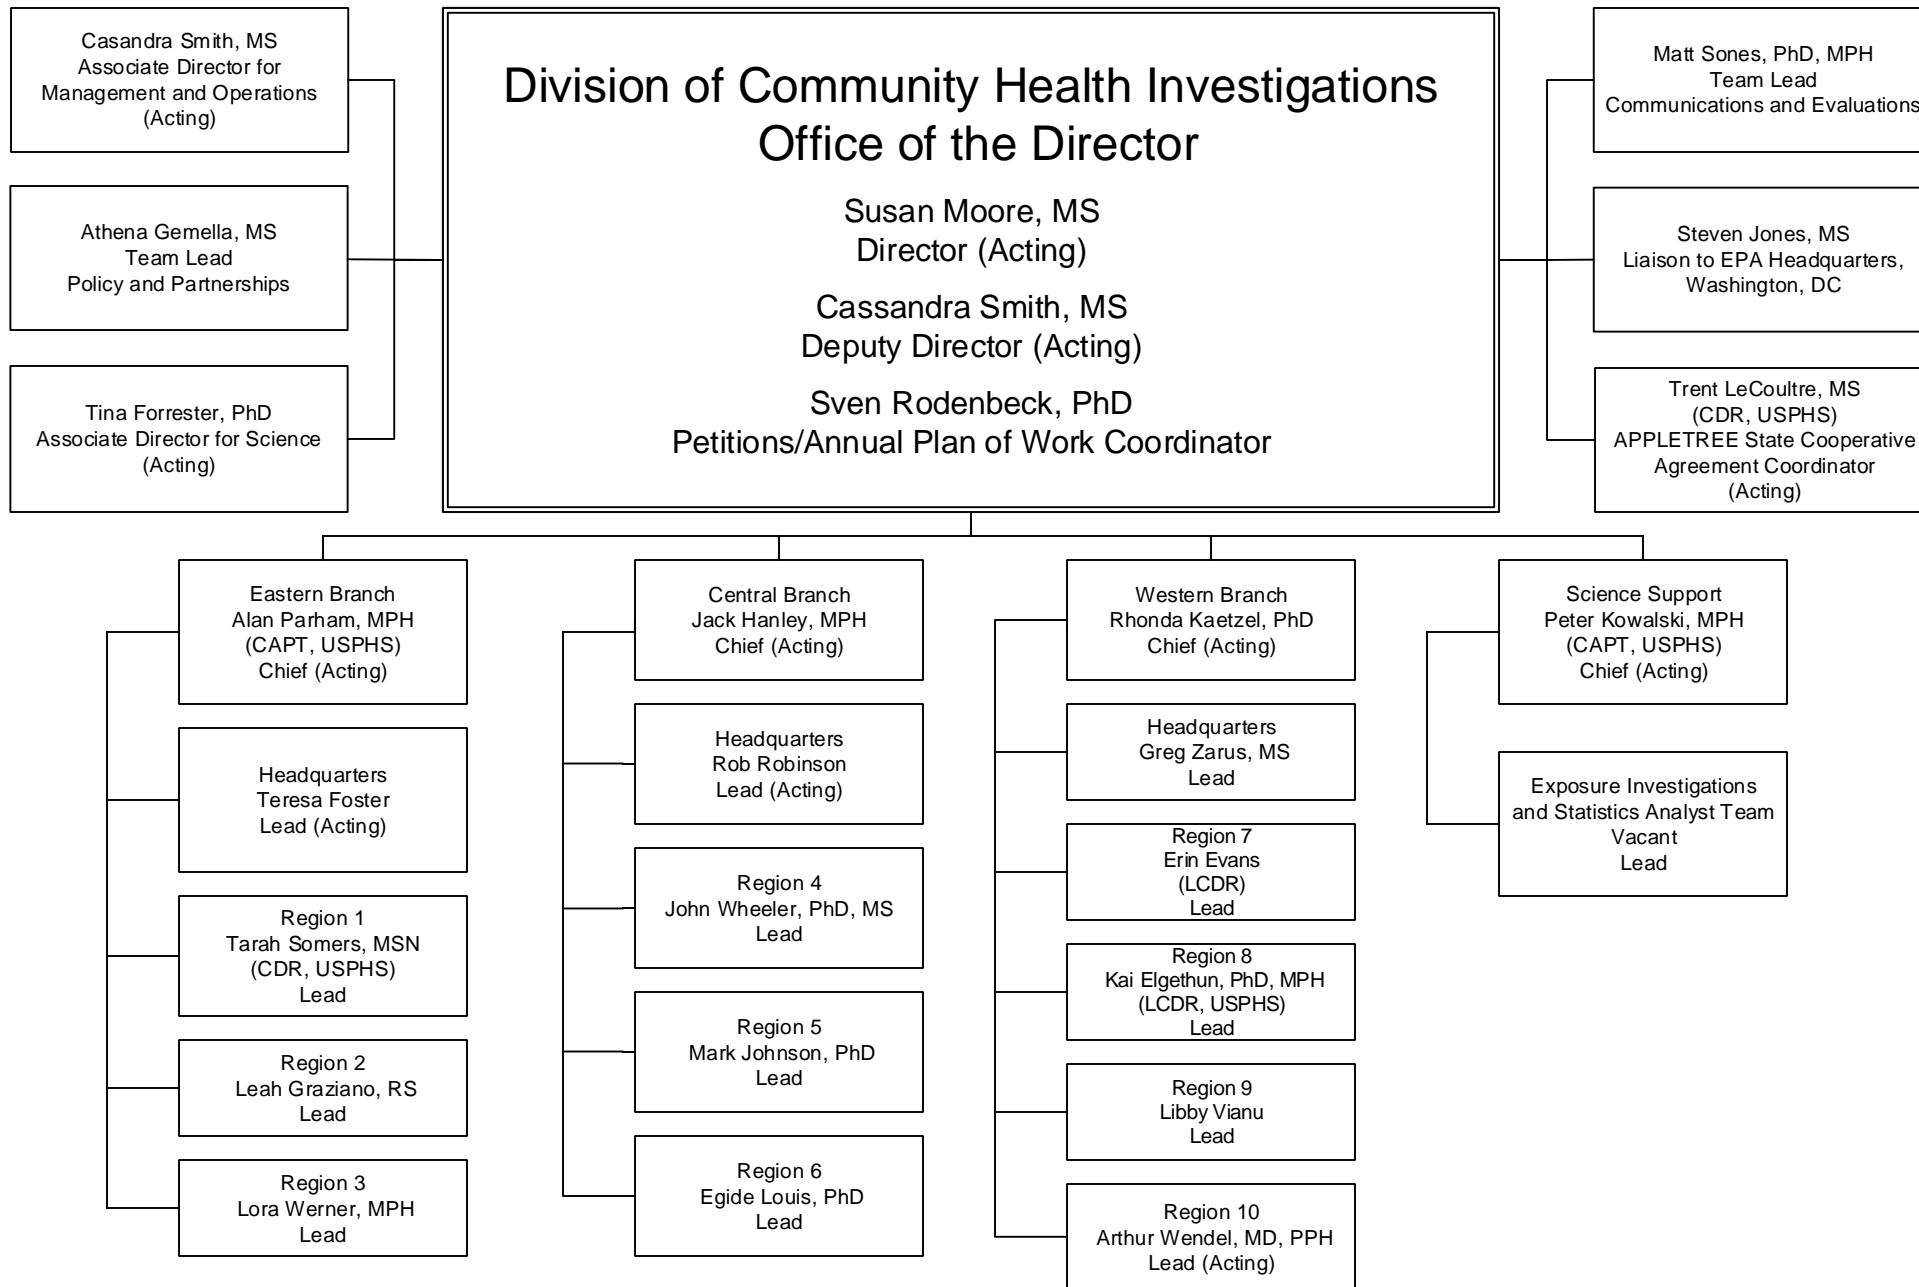 Casandra Smith, MS
Associate Director for
Management and Operations
(Acting)
Athena Gemella, MS
Team Lead
Policy and Partnerships
Tina Forrester, PhD
Associate Director for Science
(Acting)
Division of Community Health Investigations
Office of the Director
Susan Moore, MS
Director (Acting)
Cassandra Smith, MS
Deputy Director (Acting)
Sven Rodenbeck, PhD
Petitions/Annual Plan of Work Coordinator
Matt Sones, PhD, MPH
Team Lead
Communications and Evaluations
Steven Jones, MS
Liaison to EPA Headquarters,
Washington, DC
Trent LeCoultre, MS
(CDR, USPHS)
APPLETREE State Cooperative
Agreement Coordinator
(Acting)
Eastern Branch
Alan Parham, MPH
(CAPT, USPHS)
Chief (Acting)
Headquarters
Teresa Foster
Lead (Acting)
Region 1
Tarah Somers, MSN
(CDR, USPHS)
Lead
Region 2
Leah Graziano, RS
Lead
Region 3
Lora Werner, MPH
Lead
Central Branch
Jack Hanley, MPH
Chief (Acting)
Headquarters
Rob Robinson
Lead (Acting)
Region 4
John Wheeler, PhD, MS
Lead
Region 5
Mark Johnson, PhD
Lead
Region 6
Egide Louis, PhD
Lead
Western Branch
Rhonda Kaetzel, PhD
Chief (Acting)
Headquarters
Greg Zarus, MS
Lead
Region 7
Erin Evans
(LCDR)
Lead
Region 8
Kai Elgethun, PhD, MPH
(LCDR, USPHS)
Lead
Region 9
Libby Vianu
Lead
Region 10
Arthur Wendel, MD, PPH
Lead (Acting)
Science Support
Peter Kowalski, MPH
(CAPT, USPHS)
Chief (Acting)
Exposure Investigations
and Statistics Analyst Team
Vacant
Lead